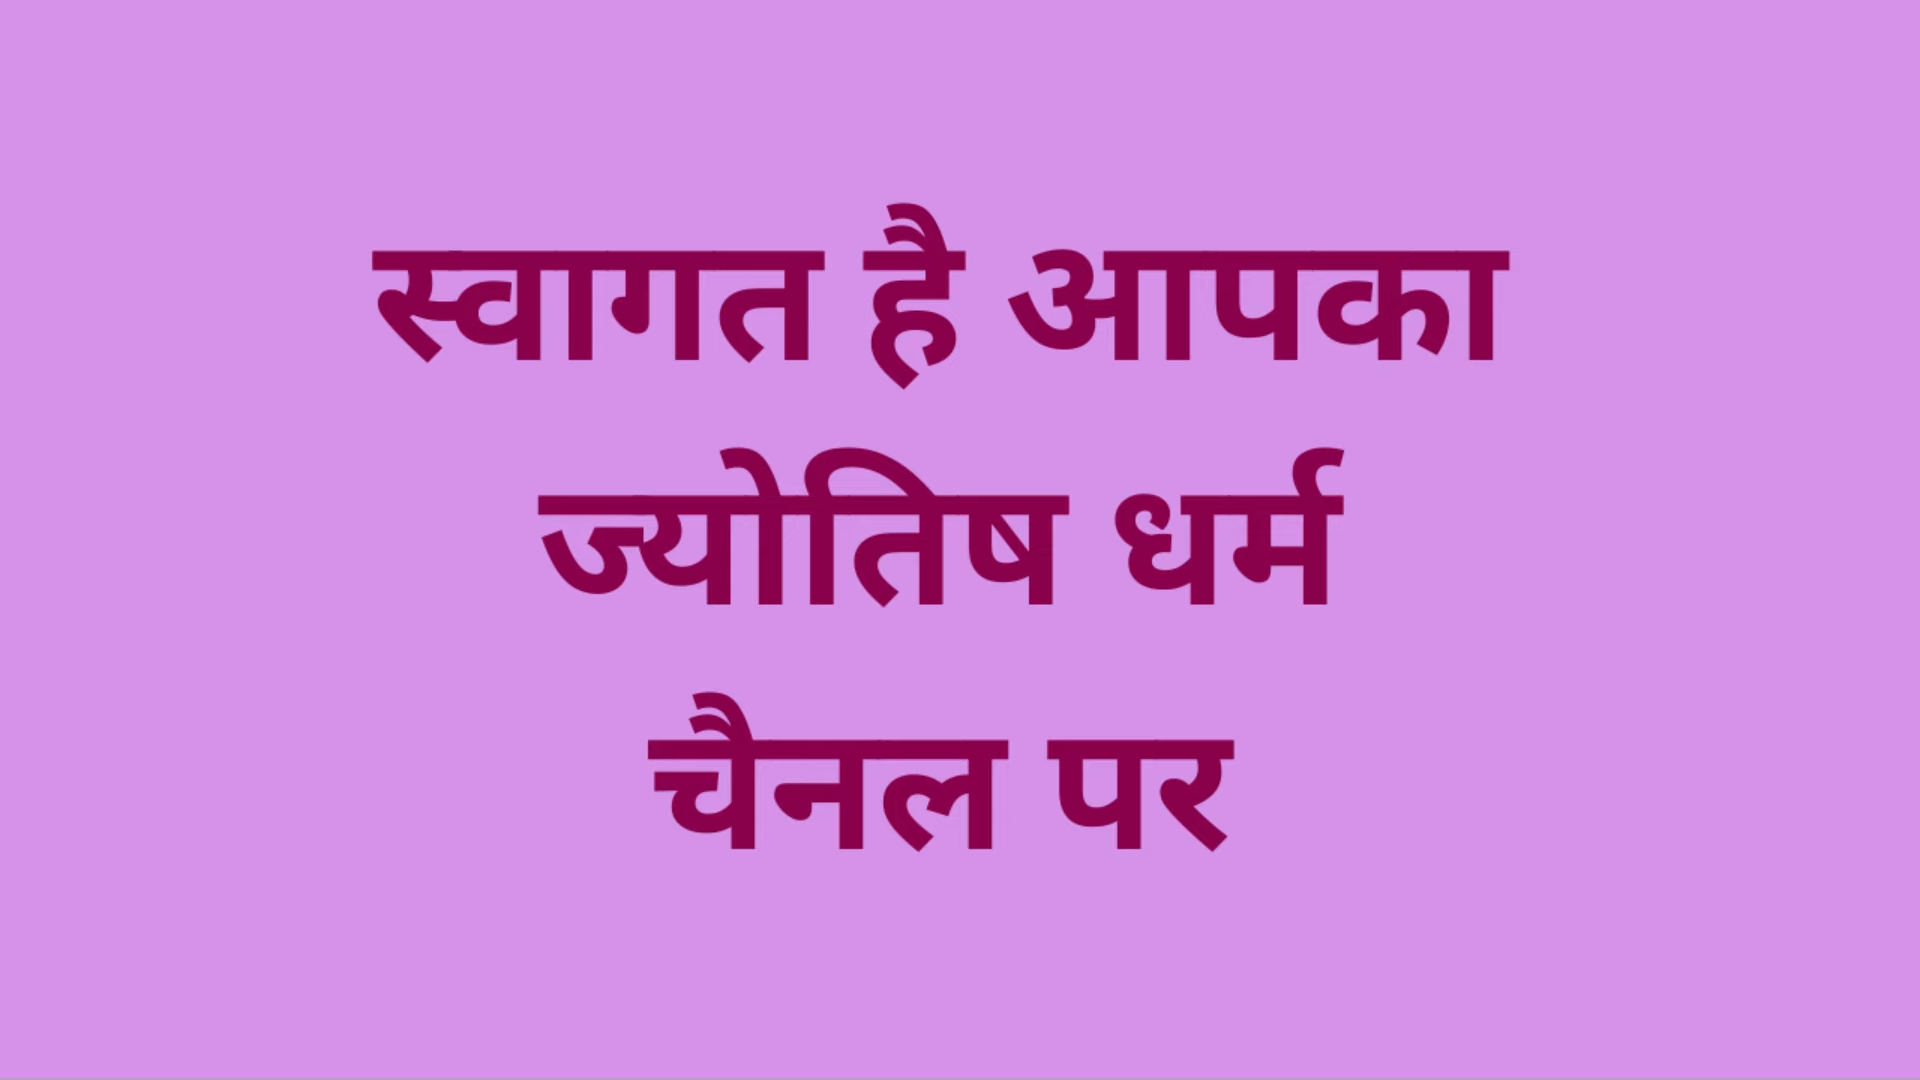 स्वागत है आपका
ज्योतिष धर्म
चैनल पर